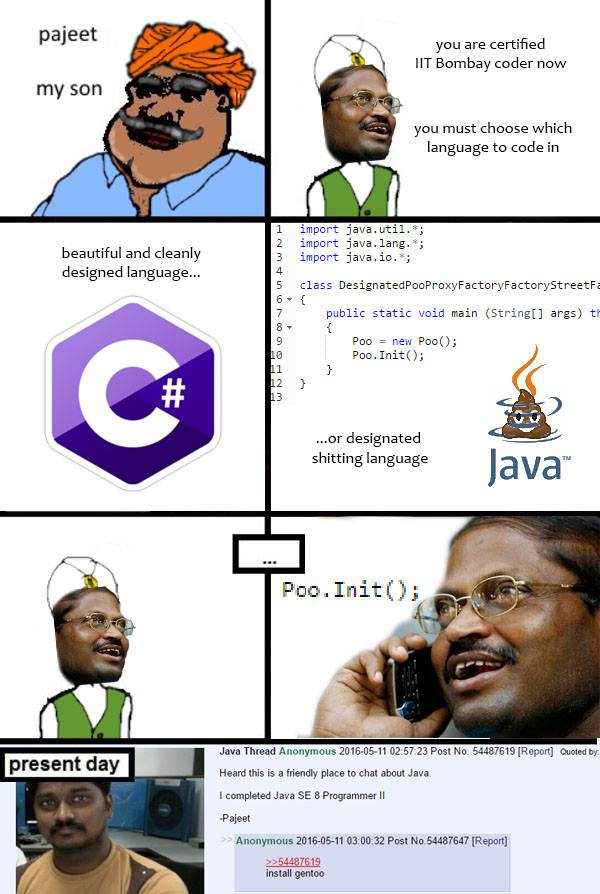 pajeet
my son
you are certified
IIT Bombay coder now
you must choose which
language to code in
beautiful and cleanly
designed language...
C#
1 import java.util.*;
2 import java.lang.*;
3 import java.io.*;
4
5 class DesignatedPooProxyFactoryFactoryStreetFa
6 {
7 public static void main (String[] args) th
8 {
9 Poo = new Poo();
10 Poo.Init();
11 }
12 }
13
...or designated
shitting language
Java™
...
Poo.Init();
present day
Java Thread Anonymous 2016-05-11 02:57:23 Post No. 54487619 [Report] Quoted by:
Heard this is a friendly place to chat about Java.
I completed Java SE 8 Programmer II
-Pajeet
>> Anonymous 2016-05-11 03:00:32 Post No.54487647 [Report]
>>54487619
install gentoo